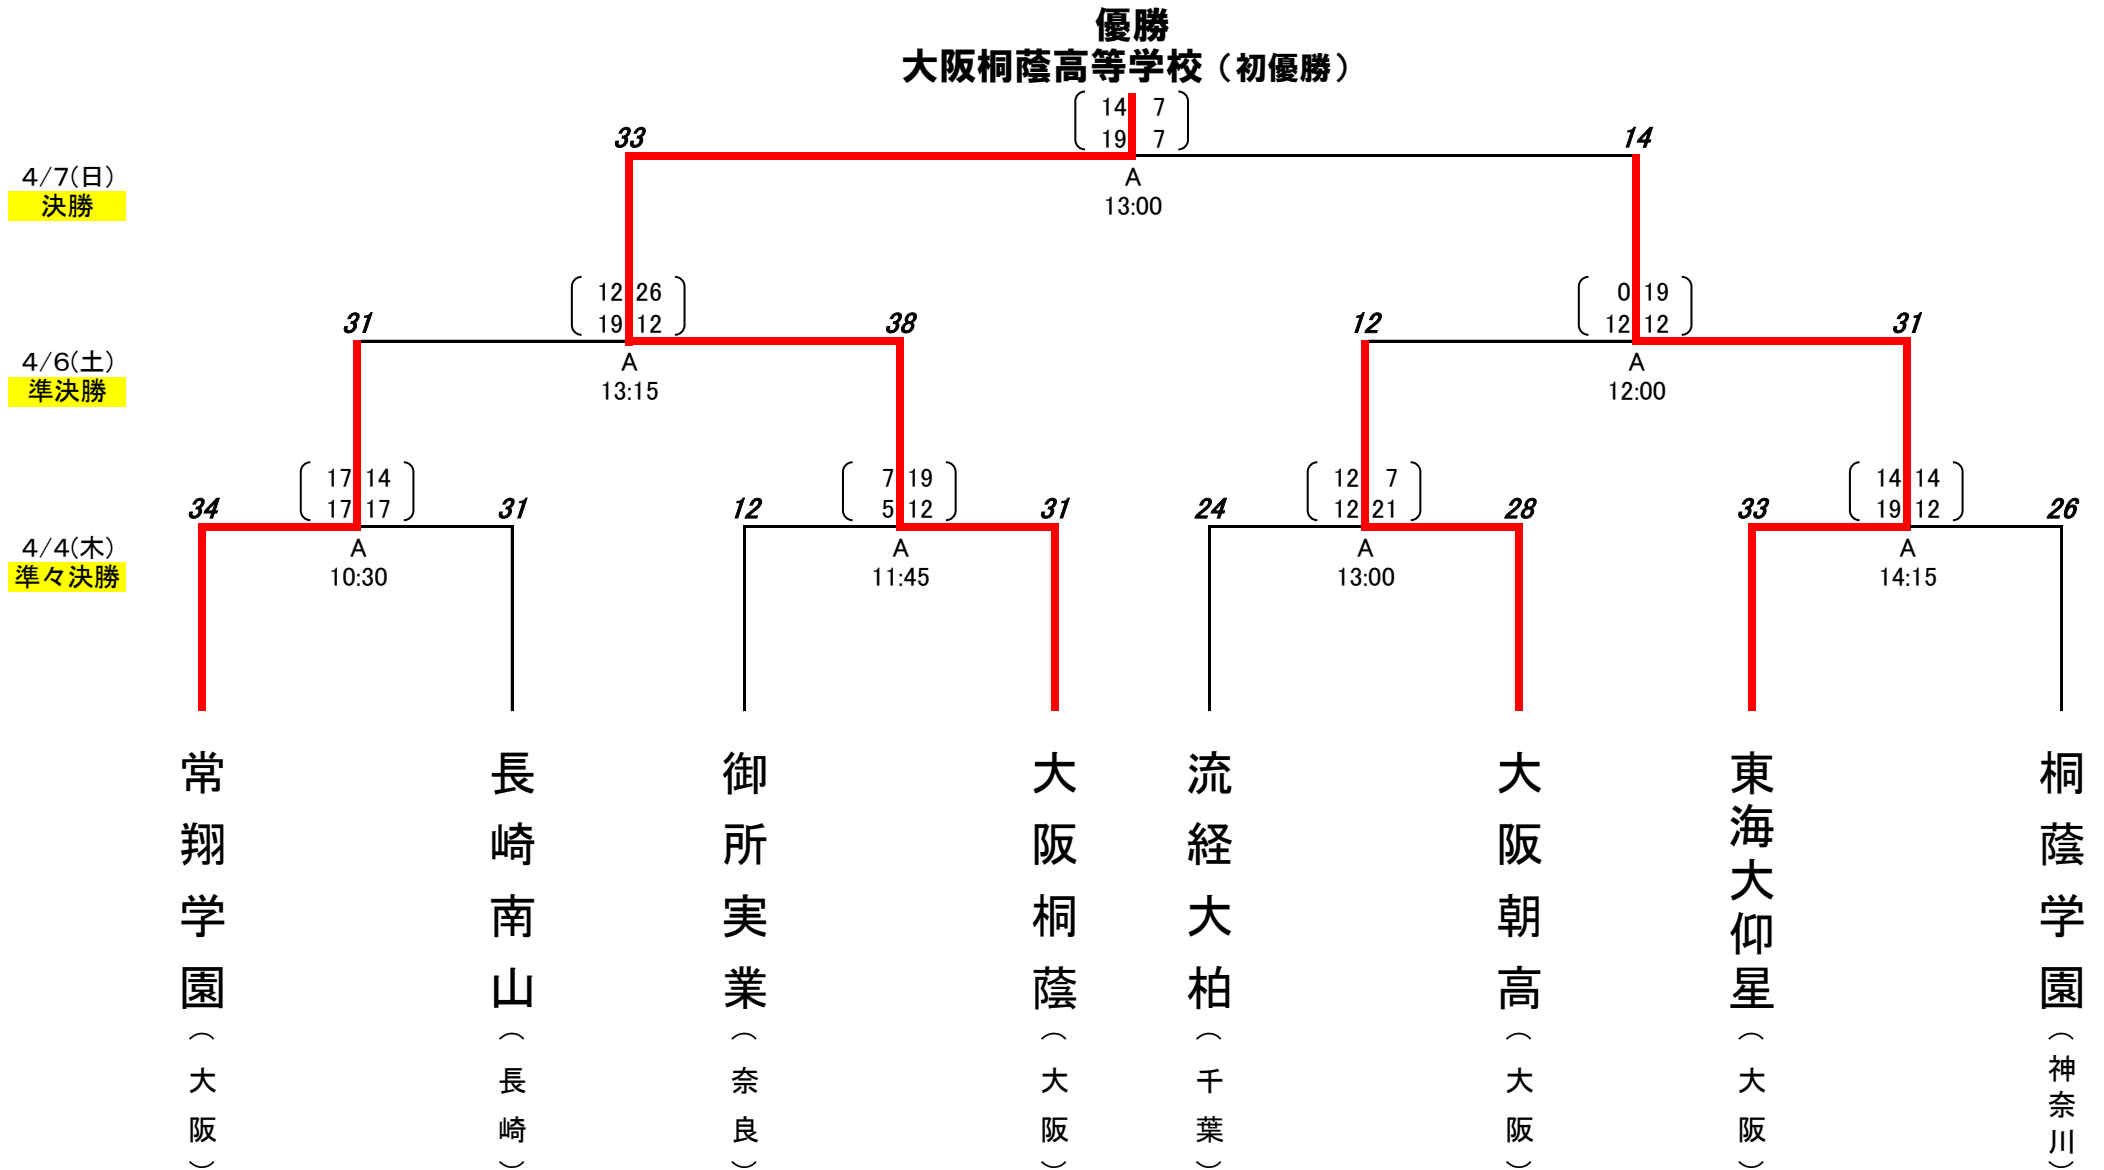 優勝
大阪桐蔭高等学校（初優勝）
14 7
19 7
33 14
4/7(日)
決勝
A
13:00
12 26
19 12
0 19
12 12
31 38 12 31
4/6(土)
準決勝
A
13:15
A
12:00
17 14
17 17
7 19
5 12
12 7
12 21
14 14
19 12
34 31 12 31 24 28 33 26
4/4(木)
準々決勝
A
10:30
A
11:45
A
13:00
A
14:15
常翔学園（大阪）
長崎南山（長崎）
御所実業（奈良）
大阪桐蔭（大阪）
流経大柏（千葉）
大阪朝高（大阪）
東海大仰星（大阪）
桐蔭学園（神奈川）